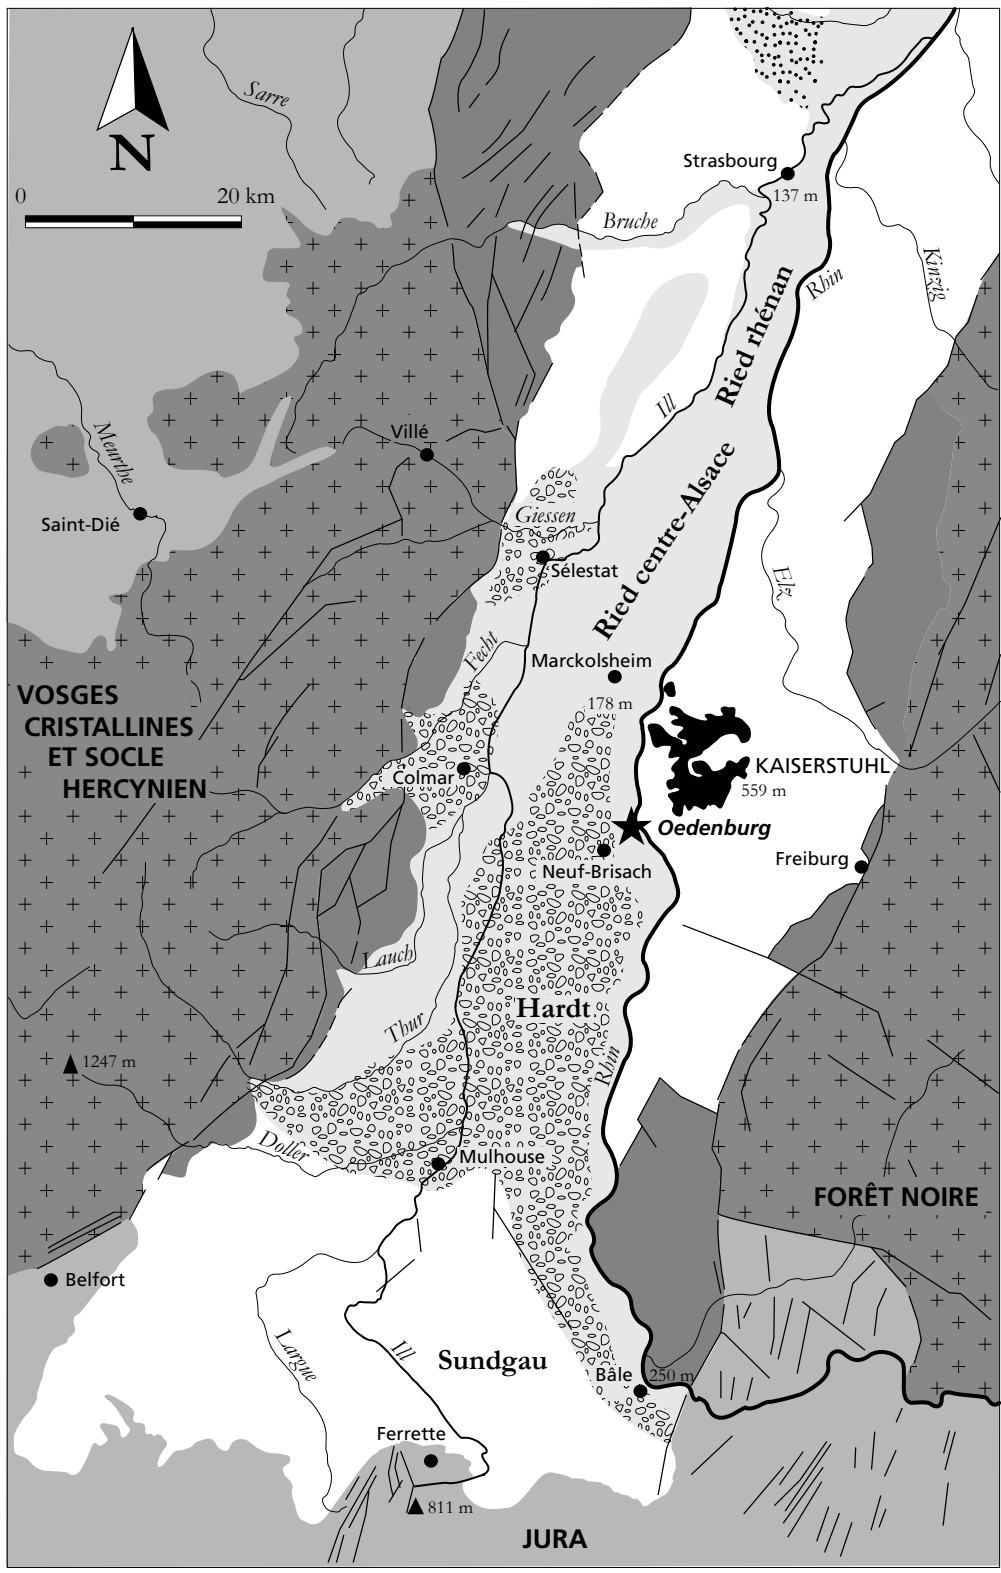 Sarre
N
0
20 km
Strasbourg
137 m
Bruche
Kinzig
Rhin
Ried rhénan
Ill
Meurthe
Villé
Saint-Dié
Giessen
Ried centre-Alsace
Sélestat
Elz
Fecht
Marckolsheim
178 m
VOSGES
CRISTALLINES
ET SOCLE
HERCYNIEN
Colmar
KAISERSTUHL
559 m
Oedenburg
Neuf-Brisach
Freiburg
Lauch
Hardt
Thur
Rhin
1247 m
Doller
Mulhouse
FORÊT NOIRE
Belfort
Largue
Ill
Sundgau
Bâle
250 m
Ferrette
811 m
JURA